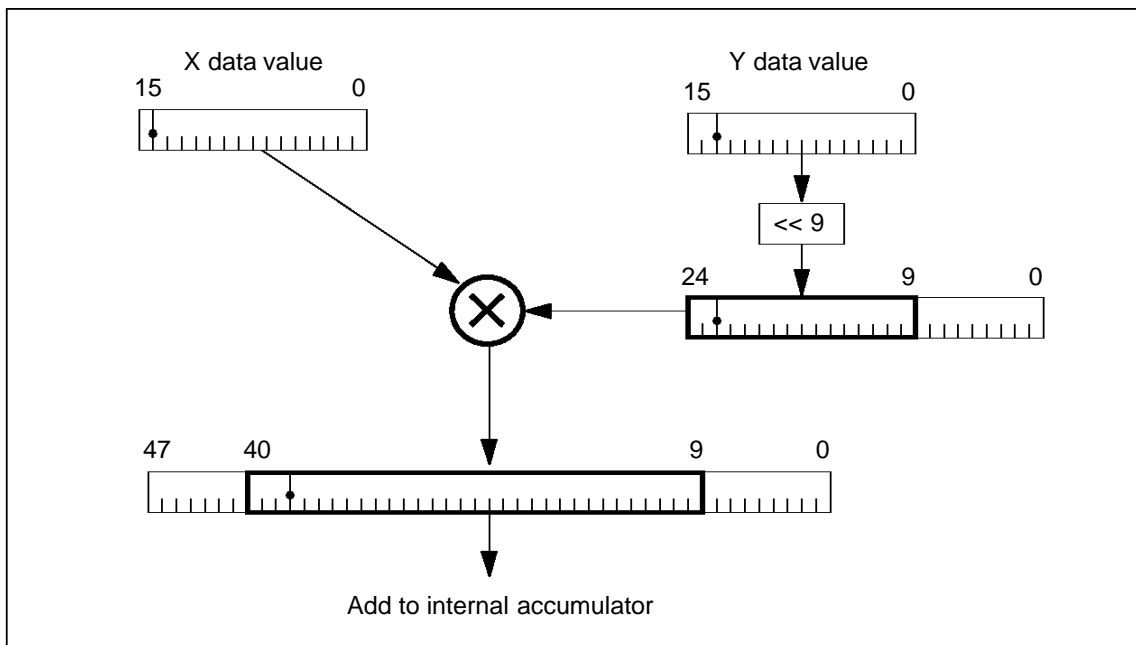 X data value
Y data value
15 0
15 0
<< 9
24 9 0
47 40 9 0
Add to internal accumulator